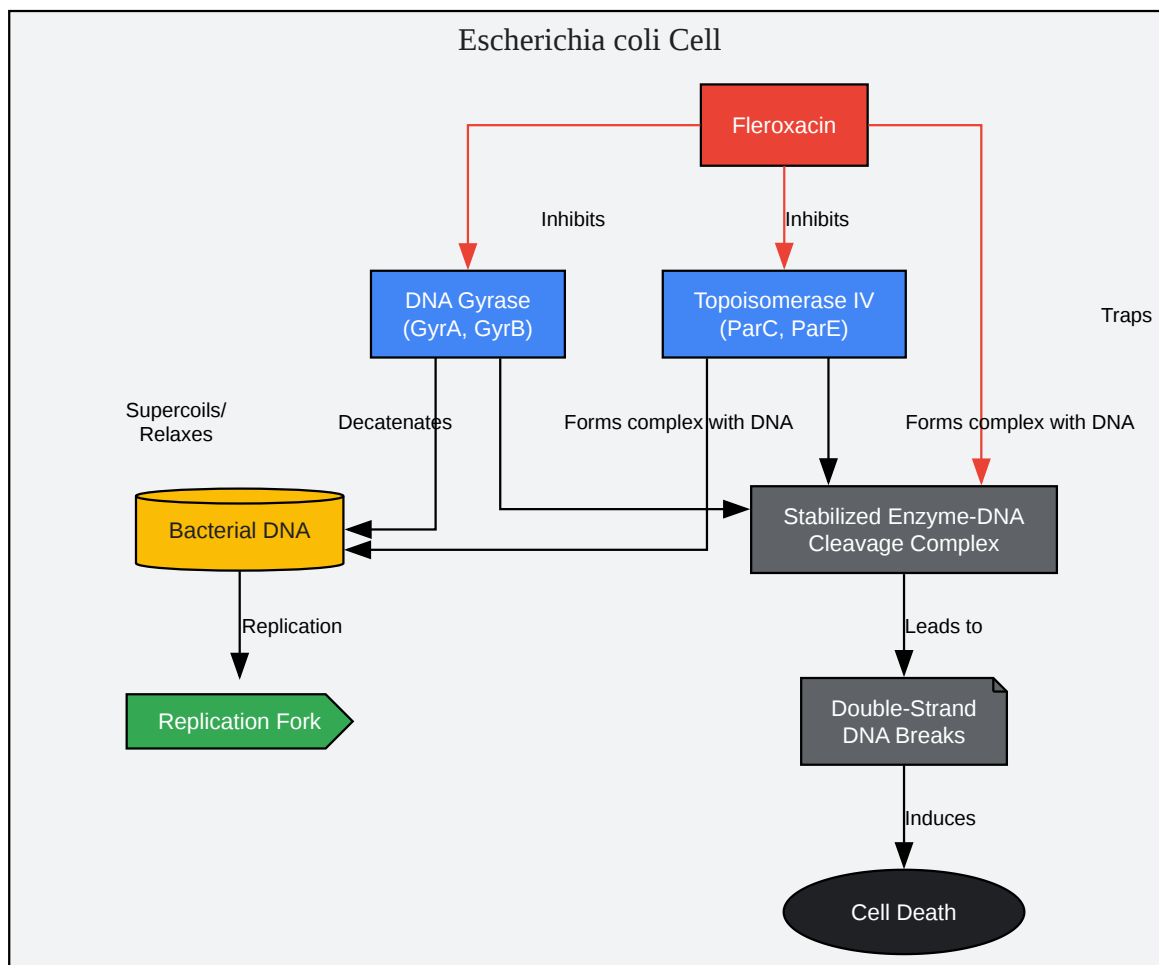 Escherichia coli Cell
Fleroxacin
Inhibits
Inhibits
DNA Gyrase
(GyrA, GyrB)
Topoisomerase IV
(ParC, ParE)
Traps
Supercoils/
Relaxes
Decatenates
Forms complex with DNA
Forms complex with DNA
Bacterial DNA
Stabilized Enzyme-DNA
Cleavage Complex
Replication
Leads to
Replication Fork
Double-Strand
DNA Breaks
Induces
Cell Death